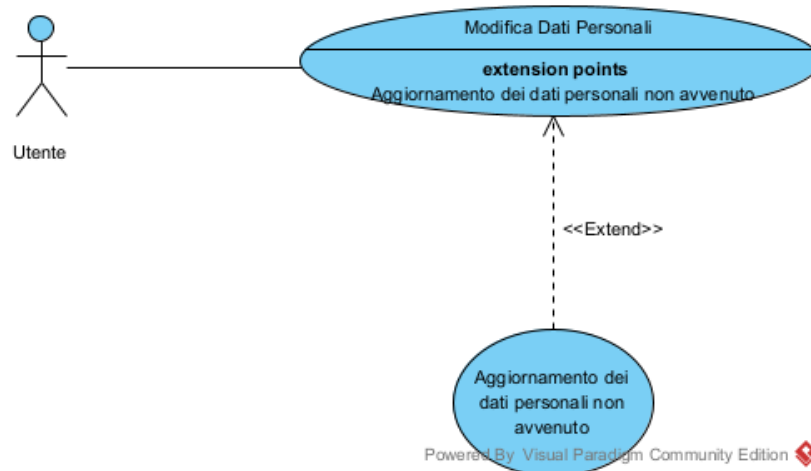 Modifica Dati Personali
extension points
Aggiornamento dei dati personali non avvenuto
Utente
<<Extend>>
Aggiornamento dei
dati personali non
avvenuto
Powered By Visual Paradigm Community Edition